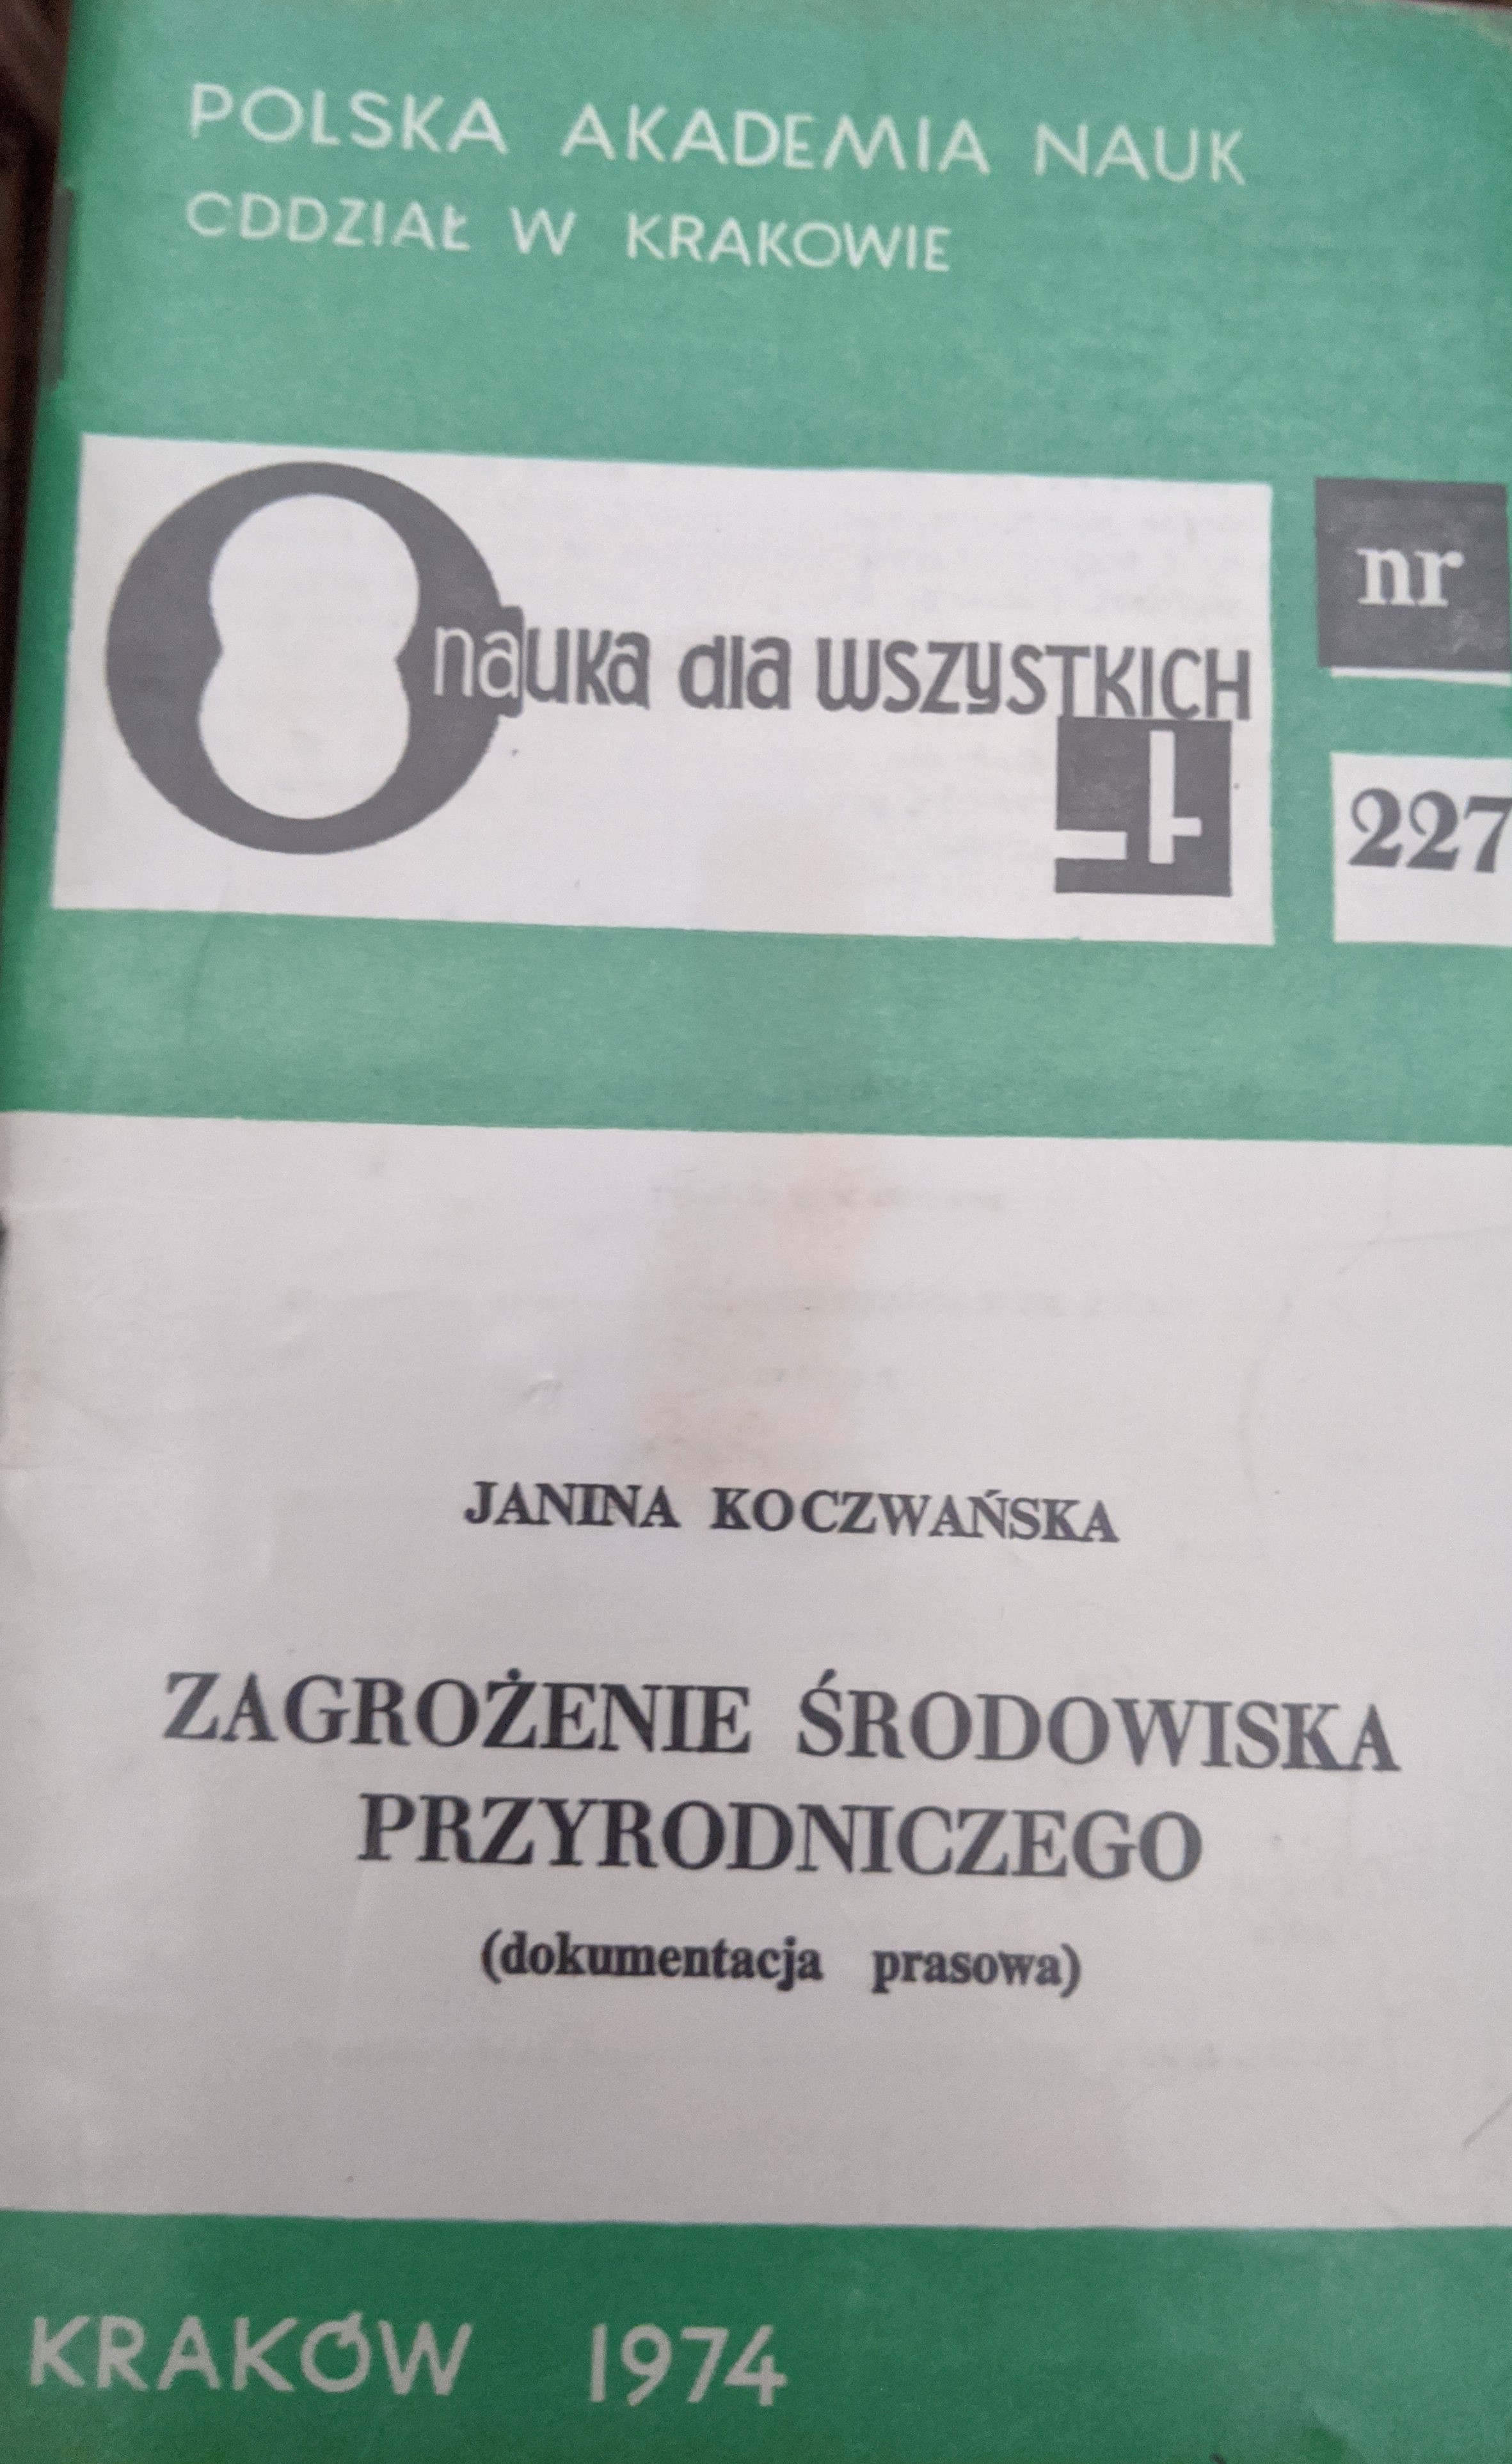 POLSKA AKADEMIA NAUK
CDDZIAŁ W KRAKOWIE
nauka dla wszystkich
nr
227
JANINA KOCZWAŃSKA
ZAGROŻENIE ŚRODOWISKA
PRZYRODNICZEGO
(dokumentacja prasowa)
KRAKÓW 1974